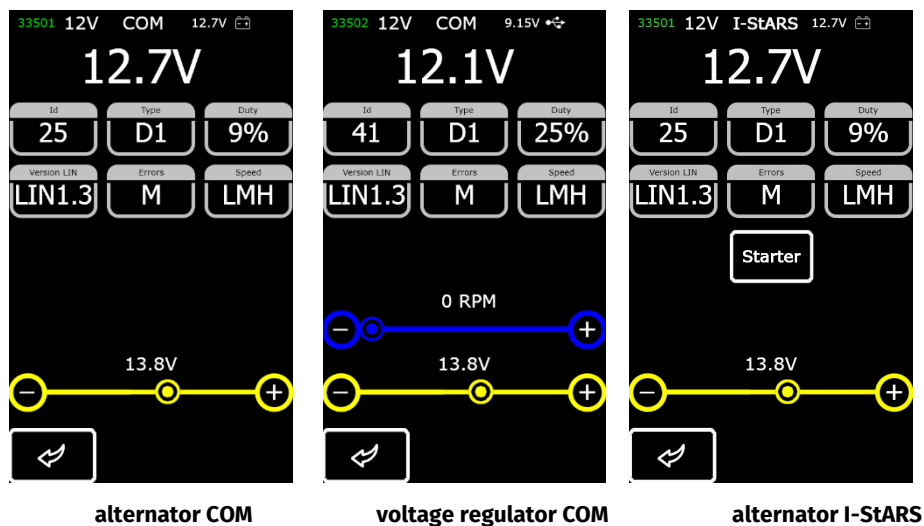 33501 12V COM 12.7V
12.7V
Id Type Duty
25 D1 9%
Version LIN Errors Speed
LIN1.3 M LMH
13.8V
alternator COM
33502 12V COM 9.15V
12.1V
Id Type Duty
41 D1 25%
Version LIN Errors Speed
LIN1.3 M LMH
0 RPM
13.8V
voltage regulator COM
33501 12V I-StARS 12.7V
12.7V
Id Type Duty
25 D1 9%
Version LIN Errors Speed
LIN1.3 M LMH
Starter
13.8V
alternator I-StARS